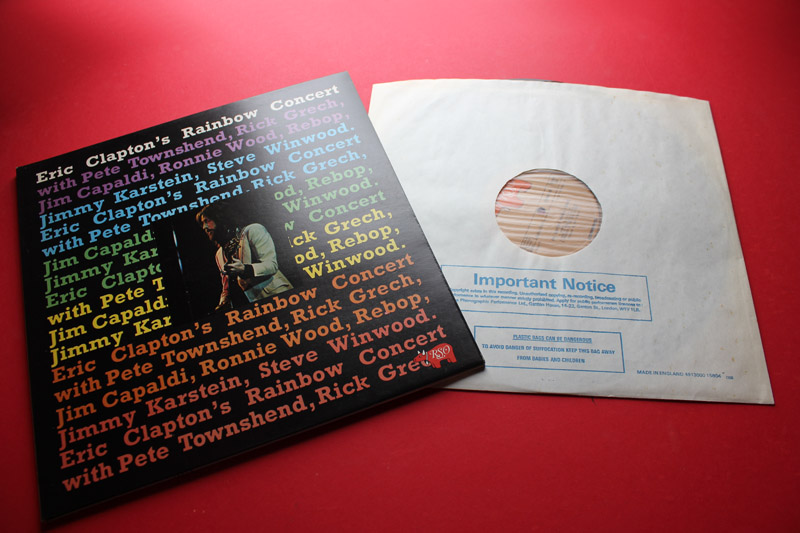 Eric Clapton's Rainbow Concert
with Pete Townshend, Rick Grech,
Jim Capaldi, Ronnie Wood, Rebop,
Jimmy Karstein, Steve Winwood.
Eric Clapton's Rainbow Concert
with Pete Townshend, Rick Grech,
Jim Capaldi od, Rebop,
Jimmy Karst Winwood.
Eric Clapto w Concert
with Pete T ick Grech,
Jim Capaldi od, Rebop,
Jimmy Karst Winwood.
Eric Clapton's Rainbow Concert
with Pete Townshend, Rick Grech,
Jim Capaldi, Ronnie Wood, Rebop,
Jimmy Karstein, Steve Winwood.
Eric Clapton's Rainbow Concert
with Pete Townshend, Rick Grec
RSO
Important Notice
PLASTIC BAGS CAN BE DANGEROUS
TO AVOID DANGER OF SUFFOCATION KEEP THIS BAG AWAY
FROM BABIES AND CHILDREN
MADE IN ENGLAND